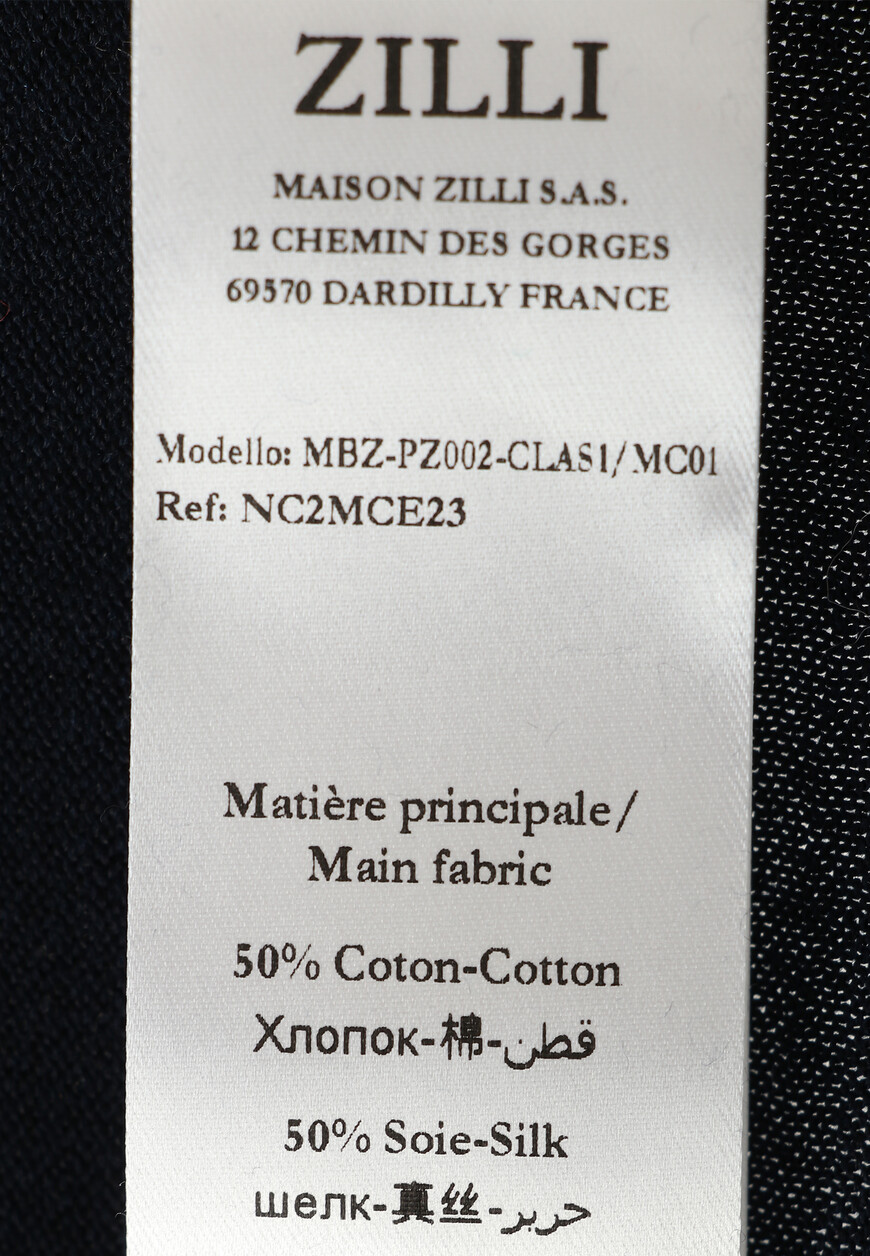 ZILLI
MAISON ZILLI S.A.S.
12 CHEMIN DES GORGES
69570 DARDILLY FRANCE
Modello: MBZ-PZ002-CLAS1/MC01
Ref: NC2MCE23
Matière principale/
Main fabric
50% Coton-Cotton
Хлопок-棉-قطن
50% Soie-Silk
шелк-真丝-حرير